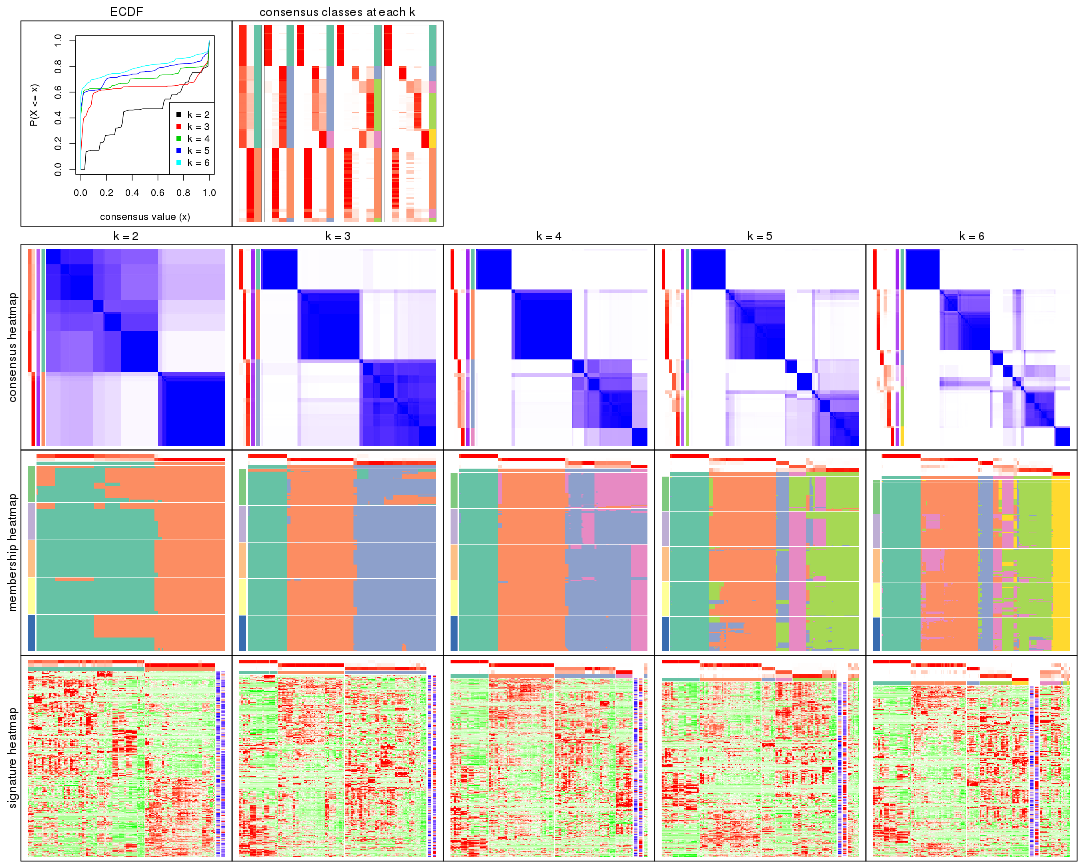 ECDF
consensus classes at each k
P(X <= x)
0.0 0.2 0.4 0.6 0.8 1.0
k = 2
k = 3
k = 4
k = 5
k = 6
0.0 0.2 0.4 0.6 0.8 1.0
consensus value (x)
k = 2
k = 3
k = 4
k = 5
k = 6
consensus heatmap
membership heatmap
signature heatmap